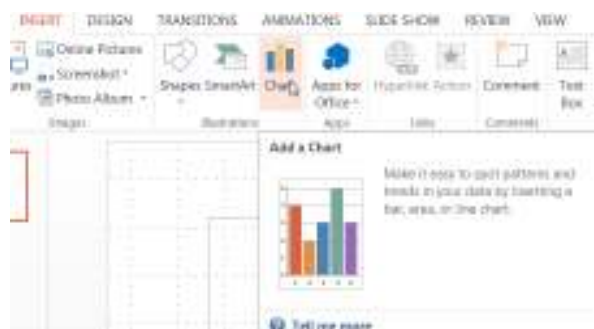 INSERT DESIGN TRANSITIONS ANIMATIONS SLIDE SHOW REVIEW VIEW
Online Pictures
Screenshot
Photo Album
Shapes SmartArt Chart Apps for Office Hyperlink Action Comment Text Box
Images Illustrations Apps Links Comments
Add a Chart
Make it easy to spot patterns and
trends in your data by inserting a
bar, area, or line chart.
Tell me more